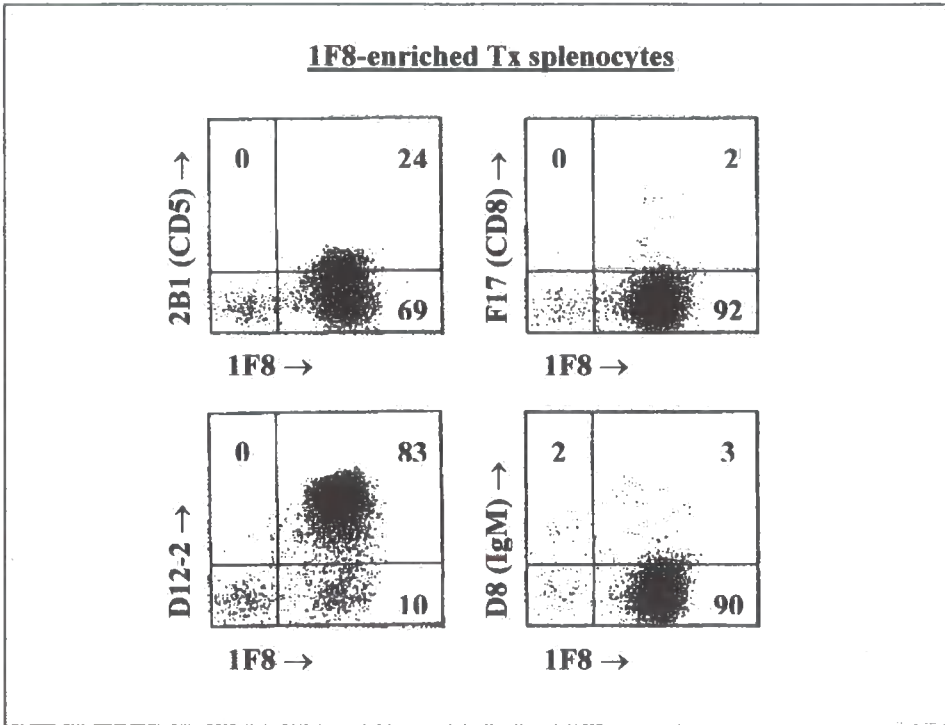 1F8-enriched Tx splenocytes
2B1 (CD5) →
0 24
69
1F8 →
F17 (CD8) →
0 2
92
1F8 →
D12-2 →
0 83
10
1F8 →
D8 (IgM) →
2 3
90
1F8 →